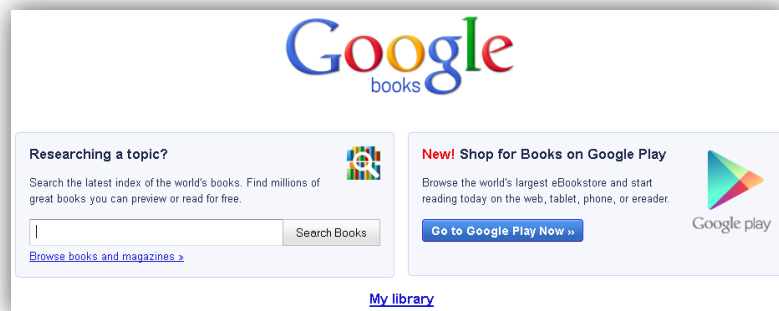 Google
books
Researching a topic?
Search the latest index of the world's books. Find millions of
great books you can preview or read for free.
Search Books
Browse books and magazines »
New! Shop for Books on Google Play
Browse the world's largest eBookstore and start
reading today on the web, tablet, phone, or ereader.
Go to Google Play Now »
Google play
My library